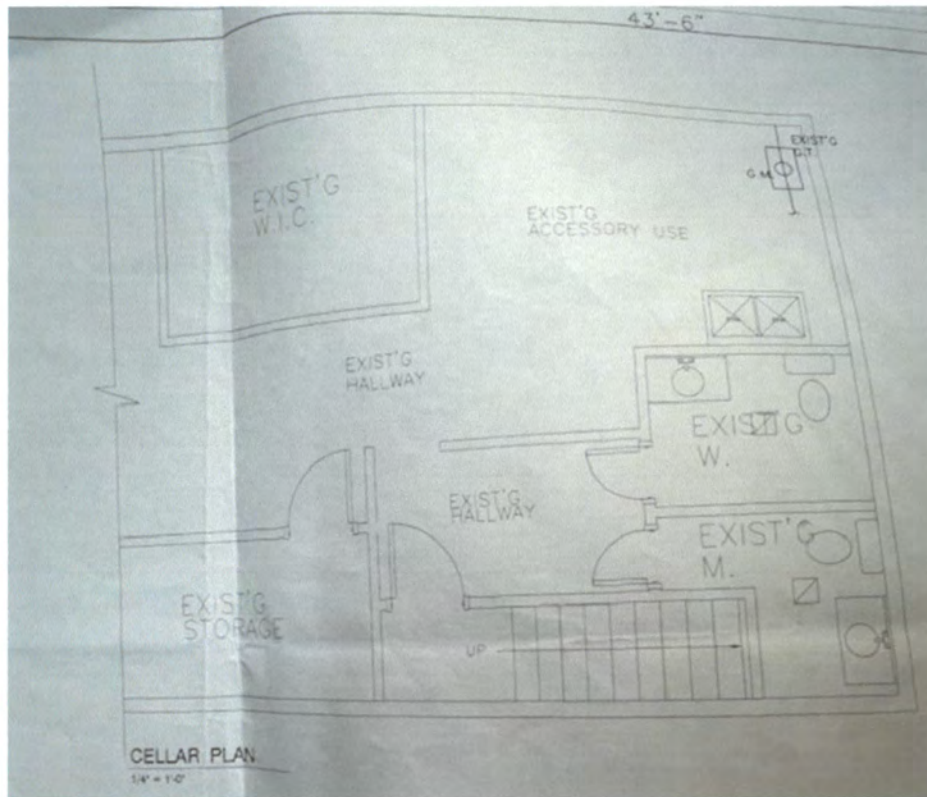 43'-6"
EXIST'G
G.T.
G.M.
EXIST'G
W.I.C.
EXIST'G
ACCESSORY USE
EXIST'G
HALLWAY
EXIST'G
W.
EXIST'G
HALLWAY
EXIST'G
M.
EXIST'G
STORAGE
UP
CELLAR PLAN
1/4" = 1'-0"